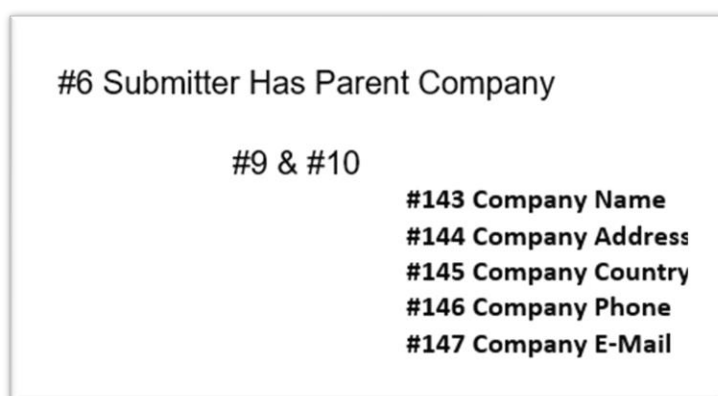 #6 Submitter Has Parent Company
#9 & #10
#143 Company Name
#144 Company Address
#145 Company Country
#146 Company Phone
#147 Company E-Mail